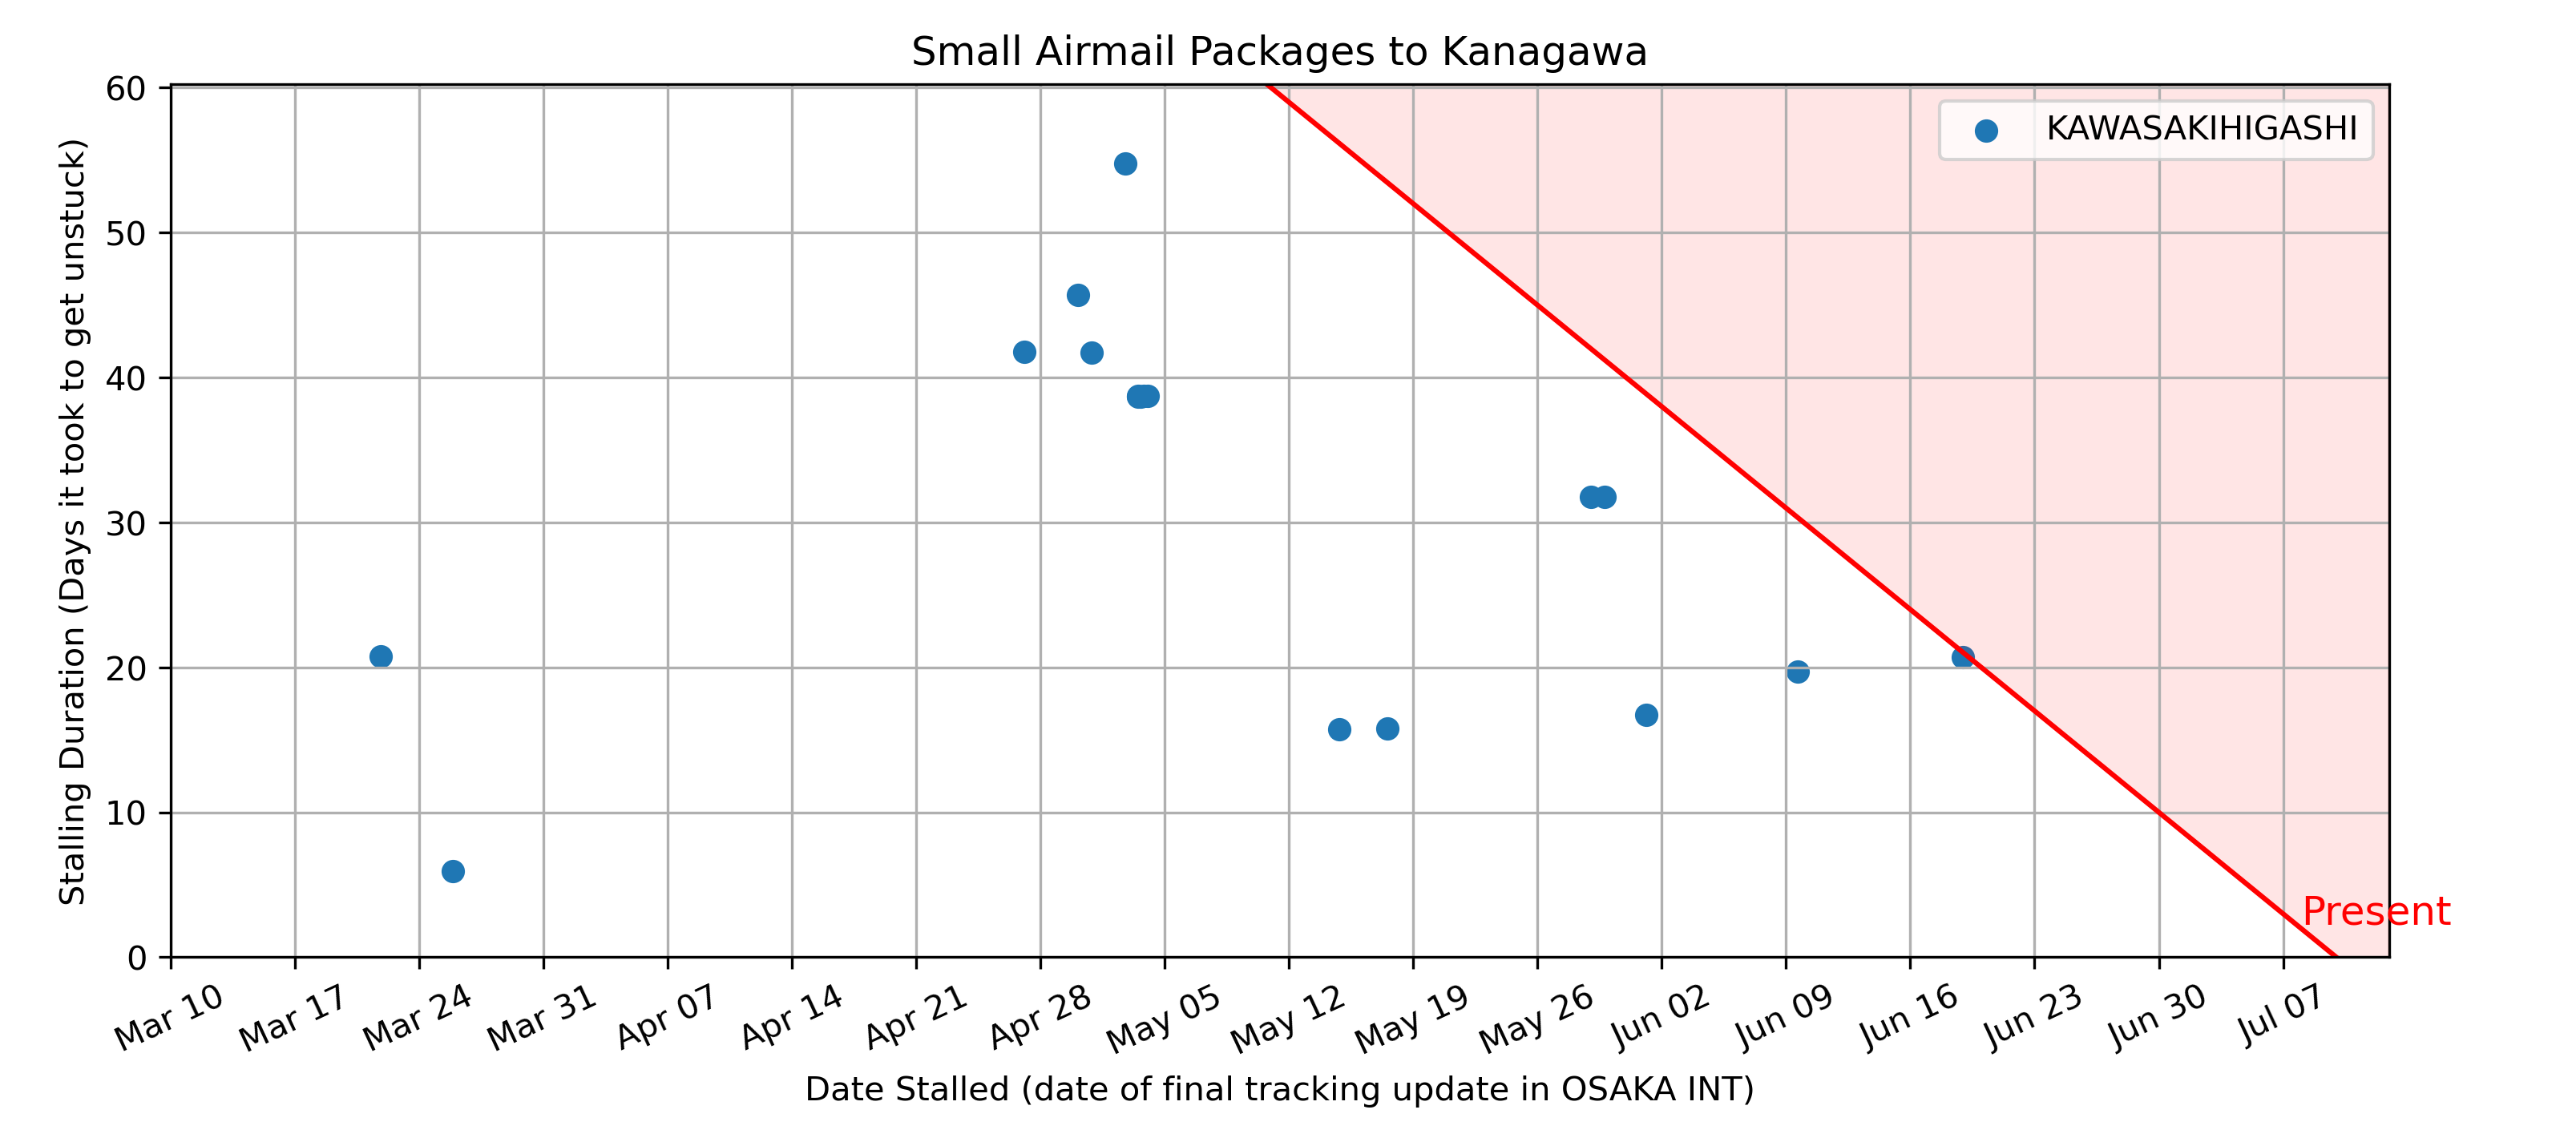 Small Airmail Packages to Kanagawa
KAWASAKIHIGASHI
Stalling Duration (Days it took to get unstuck)
60
50
40
30
20
10
0
Present
Mar 10
Mar 17
Mar 24
Mar 31
Apr 07
Apr 14
Apr 21
Apr 28
May 05
May 12
May 19
May 26
Jun 02
Jun 09
Jun 16
Jun 23
Jun 30
Jul 07
Date Stalled (date of final tracking update in OSAKA INT)